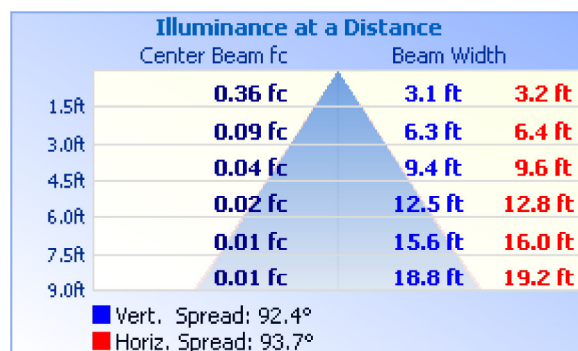 Illuminance at a Distance
Center Beam fc Beam Width
1.5ft 0.36 fc 3.1 ft 3.2 ft
3.0ft 0.09 fc 6.3 ft 6.4 ft
4.5ft 0.04 fc 9.4 ft 9.6 ft
6.0ft 0.02 fc 12.5 ft 12.8 ft
7.5ft 0.01 fc 15.6 ft 16.0 ft
9.0ft 0.01 fc 18.8 ft 19.2 ft
Vert. Spread: 92.4°
Horiz. Spread: 93.7°